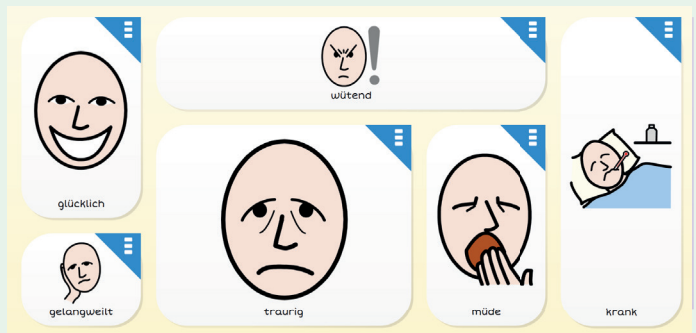 glücklich
wütend
gelangweilt
traurig
müde
krank